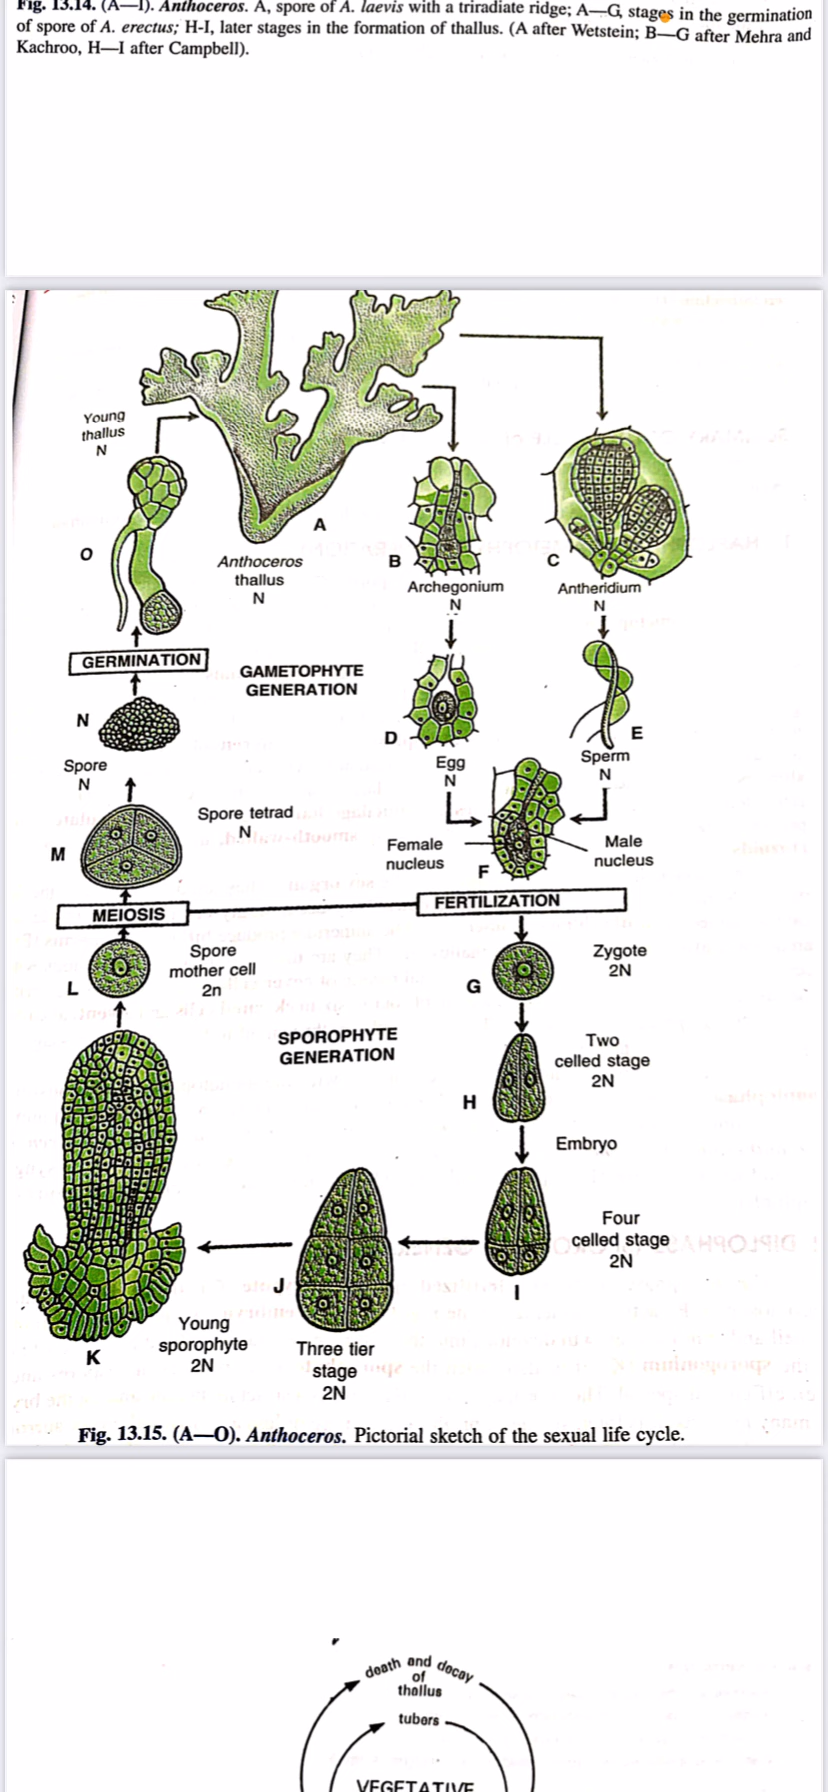 Fig. 13.14. (A—I). Anthoceros. A, spore of A. laevis with a triradiate ridge; A—G, stages in the germination
of spore of A. erectus; H-I, later stages in the formation of thallus. (A after Wetstein; B—G after Mehra and
Kachroo, H—I after Campbell).
Young
thallus
N
O
A
Anthoceros
thallus
N
B
Archegonium
N
C
Antheridium
N
GERMINATION
GAMETOPHYTE
GENERATION
N
Spore
N
D
Egg
N
E
Sperm
N
Spore tetrad
N
M
Female
nucleus
F
Male
nucleus
MEIOSIS
FERTILIZATION
L
Spore
mother cell
2n
G
Zygote
2N
SPOROPHYTE
GENERATION
Two
celled stage
2N
H
Embryo
Four
celled stage
2N
I
J
Three tier
stage
2N
Young
sporophyte
2N
K
Fig. 13.15. (A—O). Anthoceros. Pictorial sketch of the sexual life cycle.
death and decay
of
thallus
tubers
VEGETATIVE